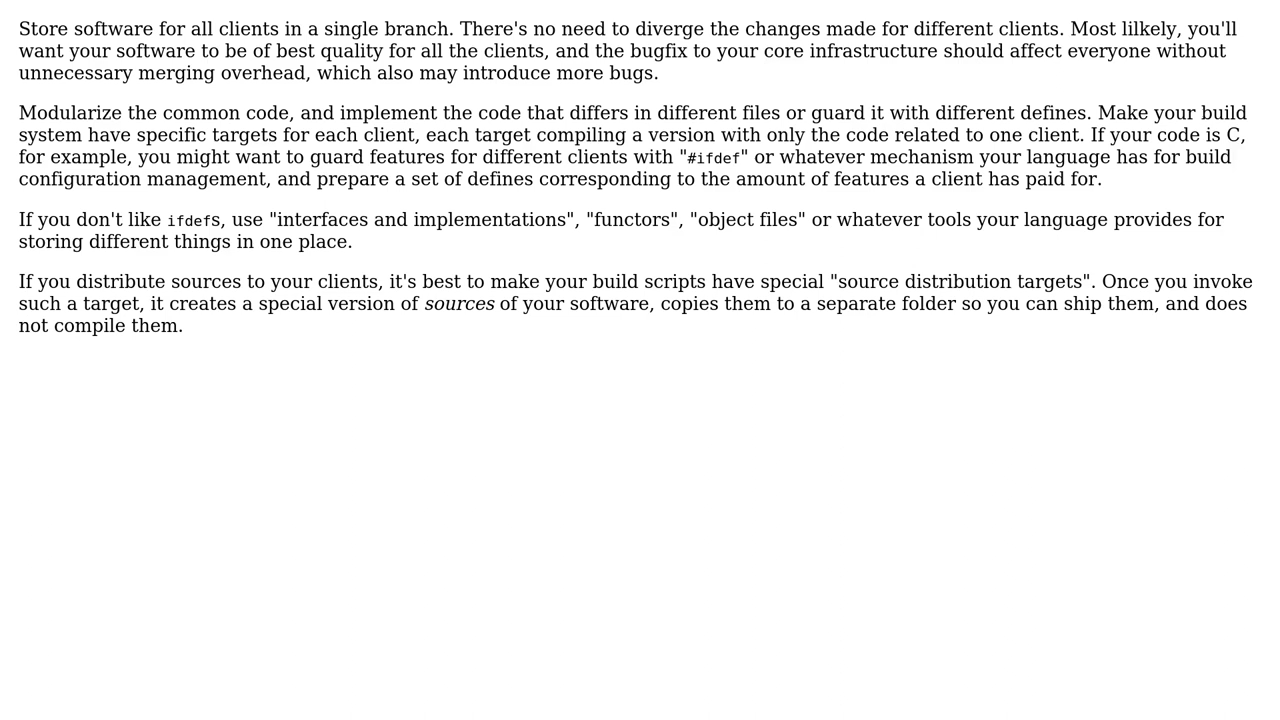 Store software for all clients in a single branch. There's no need to diverge the changes made for different clients. Most lilkely, you'll
want your software to be of best quality for all the clients, and the bugfix to your core infrastructure should affect everyone without
unnecessary merging overhead, which also may introduce more bugs.
Modularize the common code, and implement the code that differs in different files or guard it with different defines. Make your build
system have specific targets for each client, each target compiling a version with only the code related to one client. If your code is C,
for example, you might want to guard features for different clients with "#ifdef" or whatever mechanism your language has for build
configuration management, and prepare a set of defines corresponding to the amount of features a client has paid for.
If you don't like ifdefs, use "interfaces and implementations", "functors", "object files" or whatever tools your language provides for
storing different things in one place.
If you distribute sources to your clients, it's best to make your build scripts have special "source distribution targets". Once you invoke
such a target, it creates a special version of sources of your software, copies them to a separate folder so you can ship them, and does
not compile them.